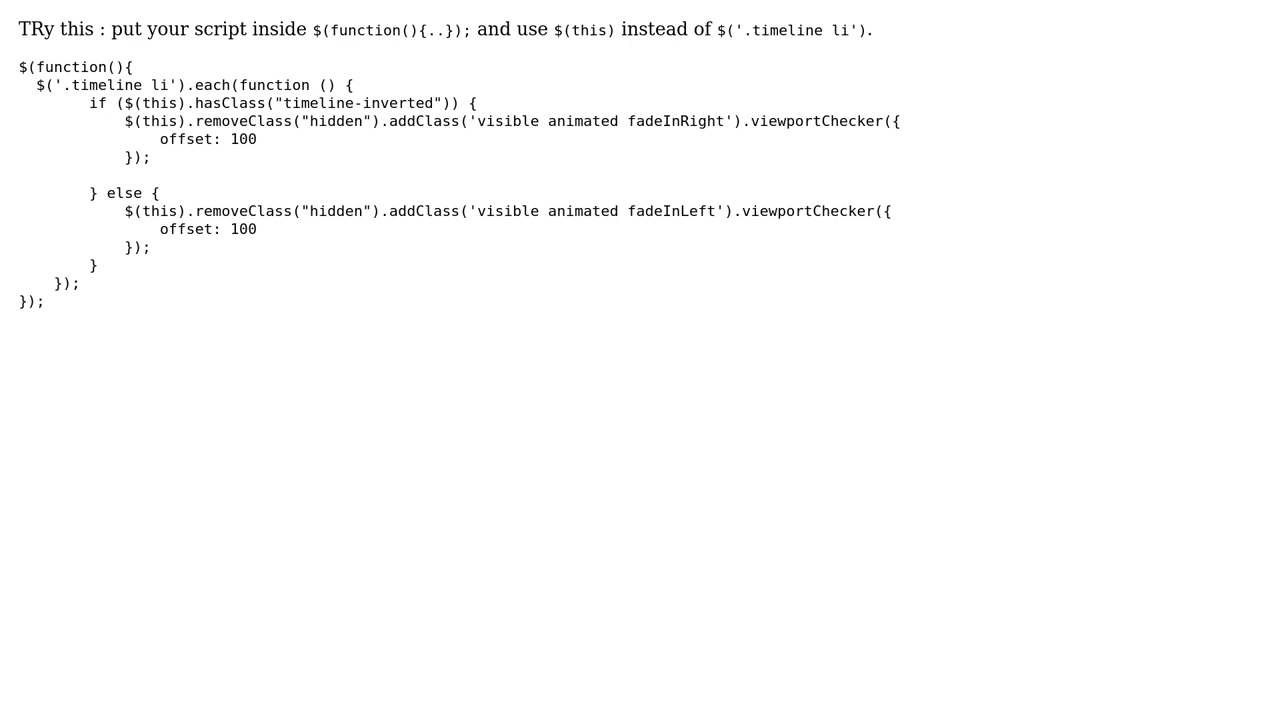 TRy this : put your script inside $(function(){..}); and use $(this) instead of $('.timeline li').
$(function(){
  $('.timeline li').each(function () {
        if ($(this).hasClass("timeline-inverted")) {
            $(this).removeClass("hidden").addClass('visible animated fadeInRight').viewportChecker({
                offset: 100
            });
        } else {
            $(this).removeClass("hidden").addClass('visible animated fadeInLeft').viewportChecker({
                offset: 100
            });
        }
    });
});